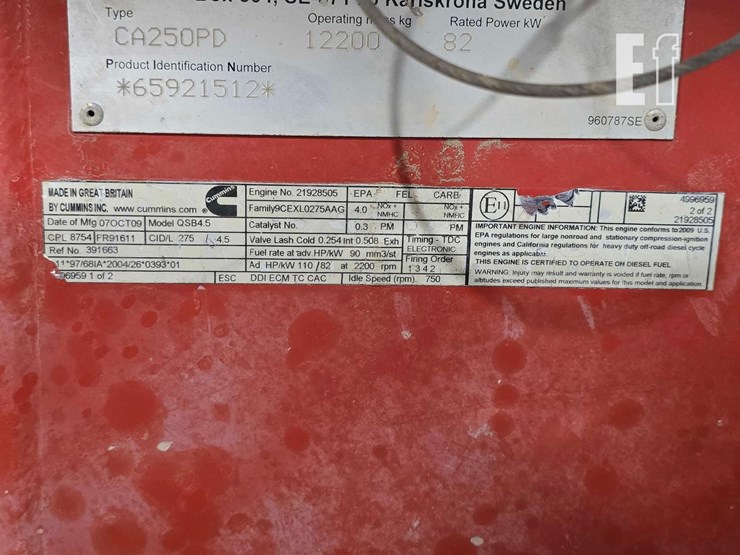 Karlskrona Sweden
Type Operating mass kg Rated Power kW
CA250PD 12200 82
Product Identification Number
*65921512*
960787SE
Ef
MADE IN GREAT BRITAIN
BY CUMMINS INC. www.cummins.com
Cummins
Date of Mfg 07OCT09 Model QSB4.5
CPL 8754 FR91611 CID/L 275 / 4.5
Ref No. 391663
11*97/68IA*2004/26*0393*01
1 of 2
ESC DDI ECM TC CAC Idle Speed (rpm). 750
Engine No. 21928505 EPA FEL CARB
Family9CEXL0275AAG 4.0 NOx + NMHC NOx + NMHC
Catalyst No. 0.3 PM PM
Valve Lash Cold 0.254 Int 0.508 Exh Timing - TDC
Fuel rate at adv HP/kW 90 mm3/st ELECTRONIC
Ad. HP/kW 110 /82 at 2200 rpm Firing Order
1 3 4 2
E11
4996959
2 of 2
21928505
IMPORTANT ENGINE INFORMATION: This engine conforms to2009 U.S.
EPA regulations for large nonroad and stationary compression-ignition
engines and California regulations for heavy duty off-road diesel cycle
engines as applicable.
THIS ENGINE IS CERTIFIED TO OPERATE ON DIESEL FUEL
WARNING. Injury may result and warranty is voided if fuel rate, rpm or
altitudes exceed published maximum values for this model and application